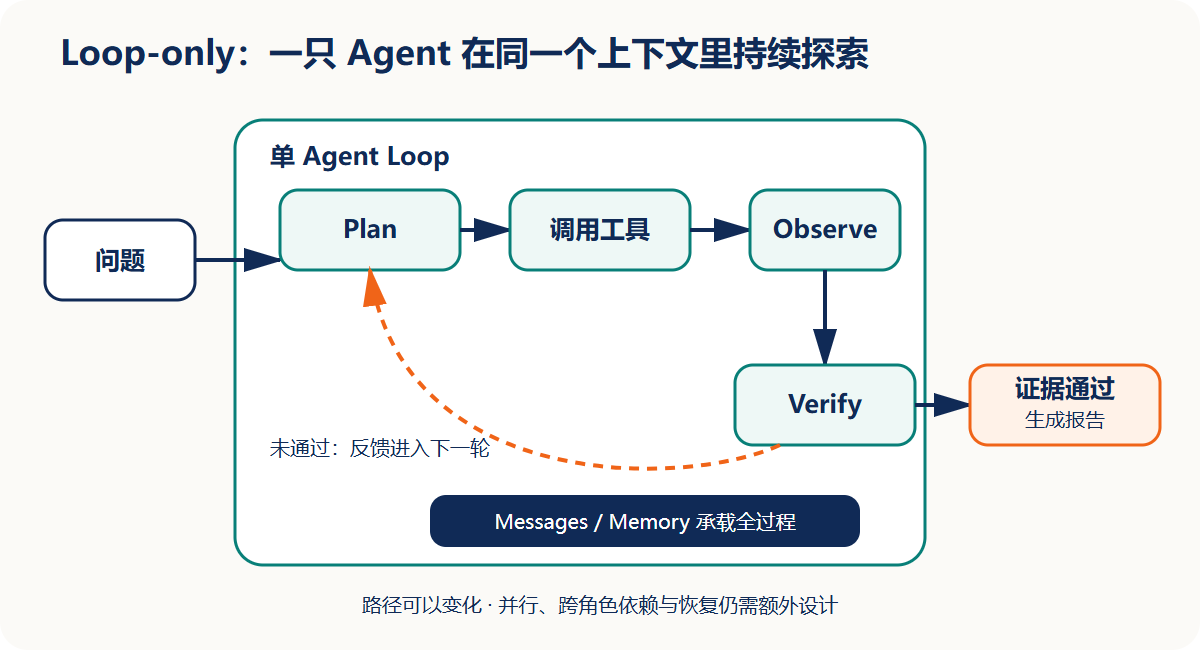 Loop-only：一只 Agent 在同一个上下文里持续探索
单 Agent Loop
问题
Plan
调用工具
Observe
Verify
证据通过
生成报告
未通过：反馈进入下一轮
Messages / Memory 承载全过程
路径可以变化 · 并行、跨角色依赖与恢复仍需额外设计